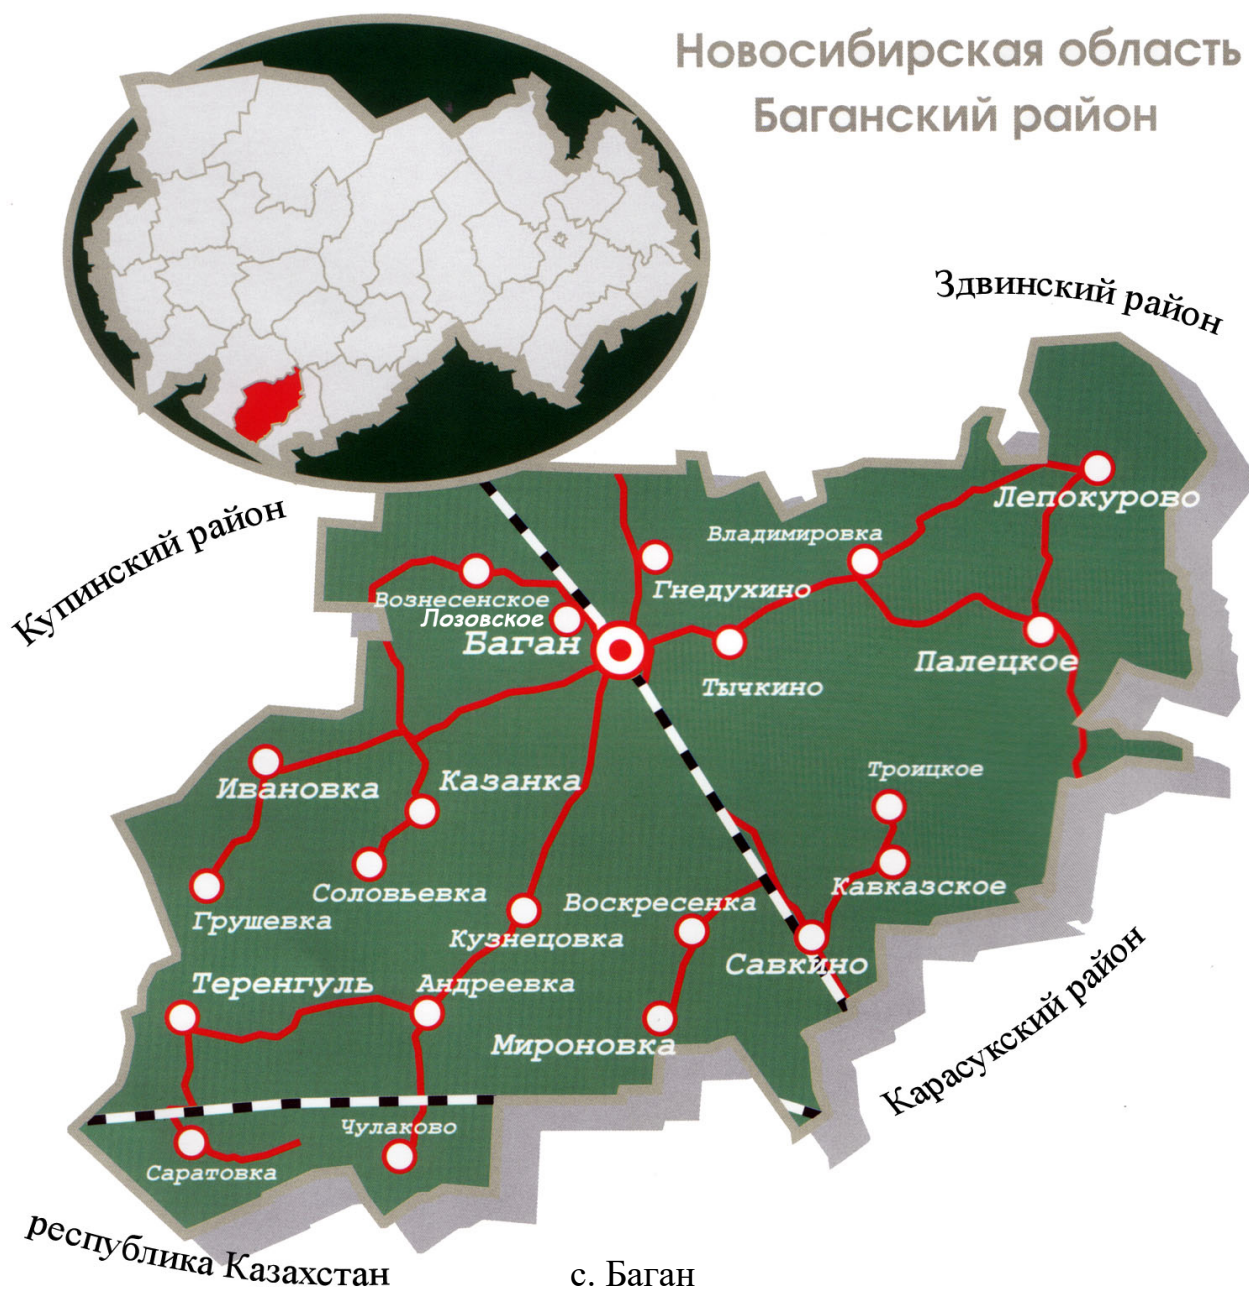 Новосибирская область
Баганский район
Здвинский район
Купинский район
Лепокурово
Владимировка
Гнедухино
Вознесенское
Лозовское
Баган
Палецкое
Тычкино
Троицкое
Казанка
Ивановка
Соловьевка
Кавказское
Воскресенка
Грушевка
Кузнецовка
Савкино
Теренгуль
Андреевка
Мироновка
Карасукский район
Чулаково
Саратовка
республика Казахстан
с. Баган